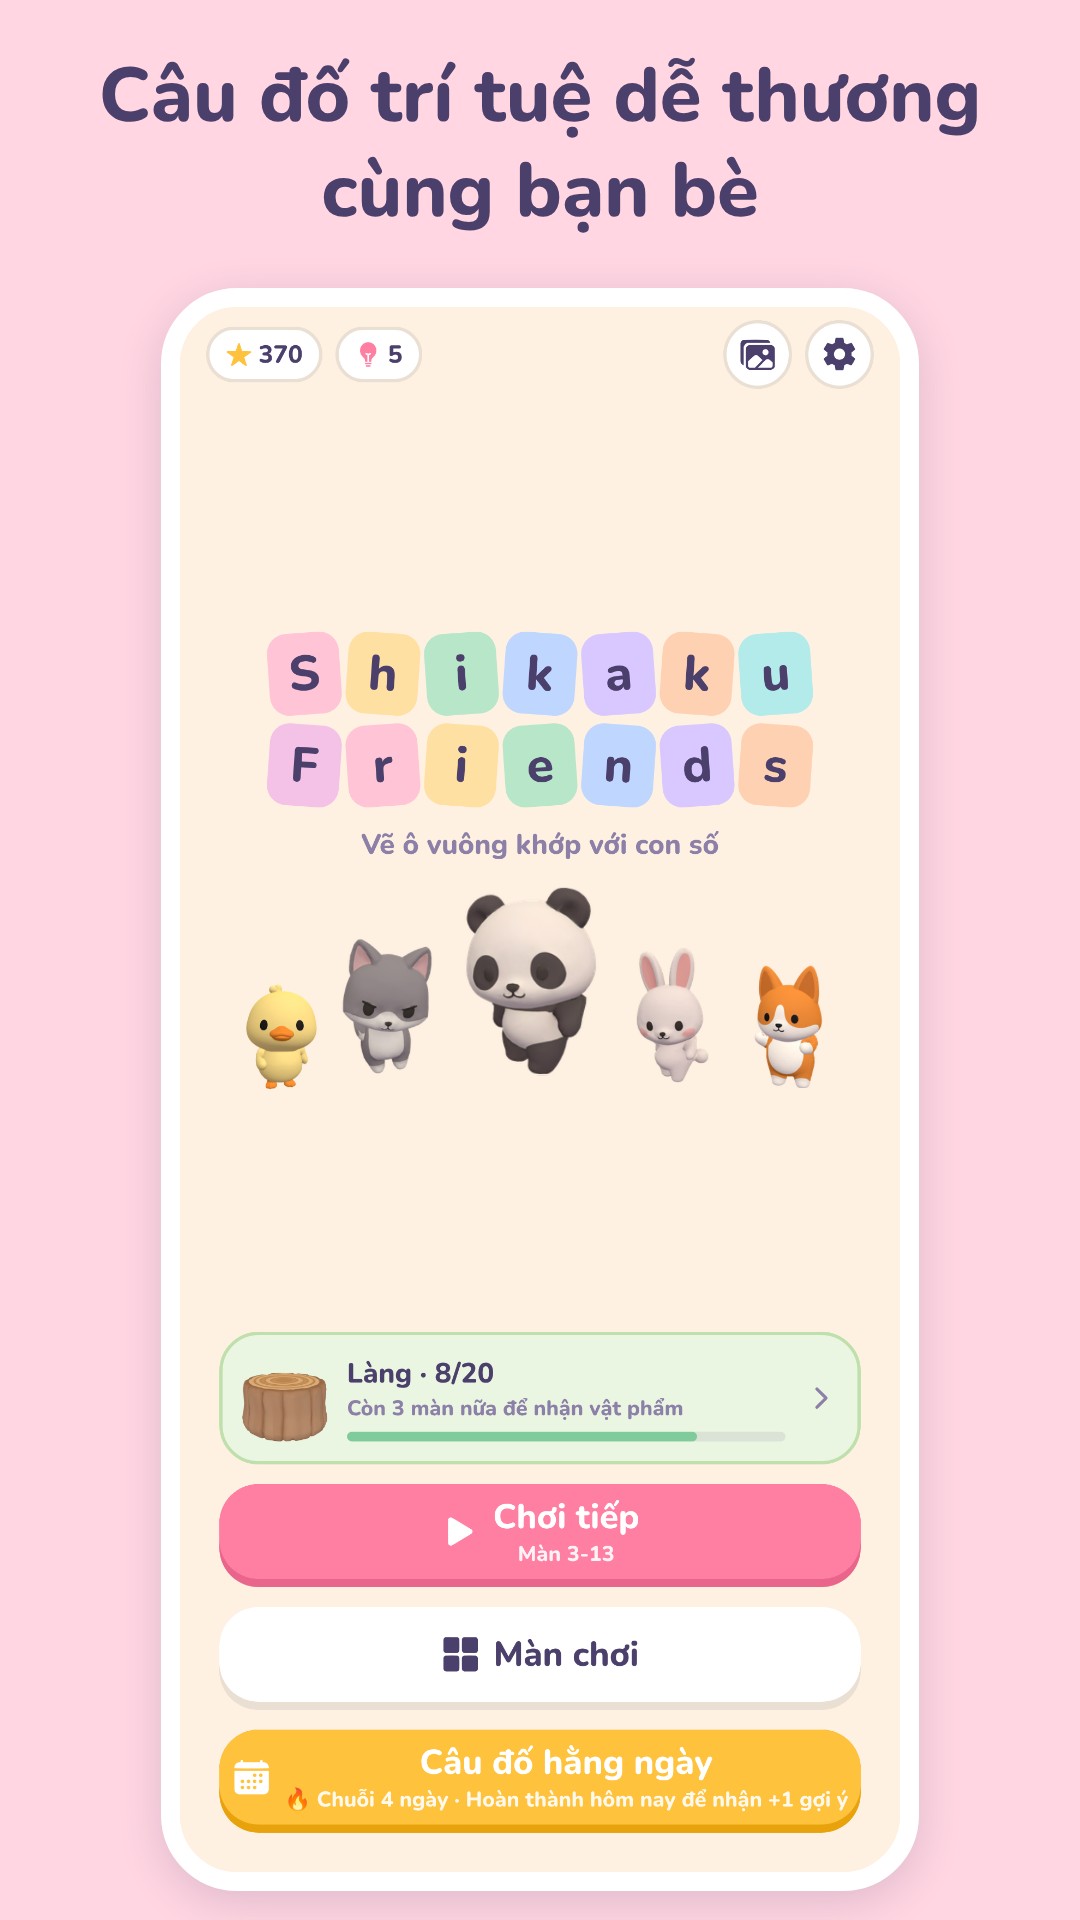 Câu đố trí tuệ dễ thương
cùng bạn bè
370
5
Shikaku
Friends
Vẽ ô vuông khớp với con số
Làng · 8/20
Còn 3 màn nữa để nhận vật phẩm
Chơi tiếp
Màn 3-13
Màn chơi
Câu đố hằng ngày
🔥 Chuỗi 4 ngày · Hoàn thành hôm nay để nhận +1 gợi ý